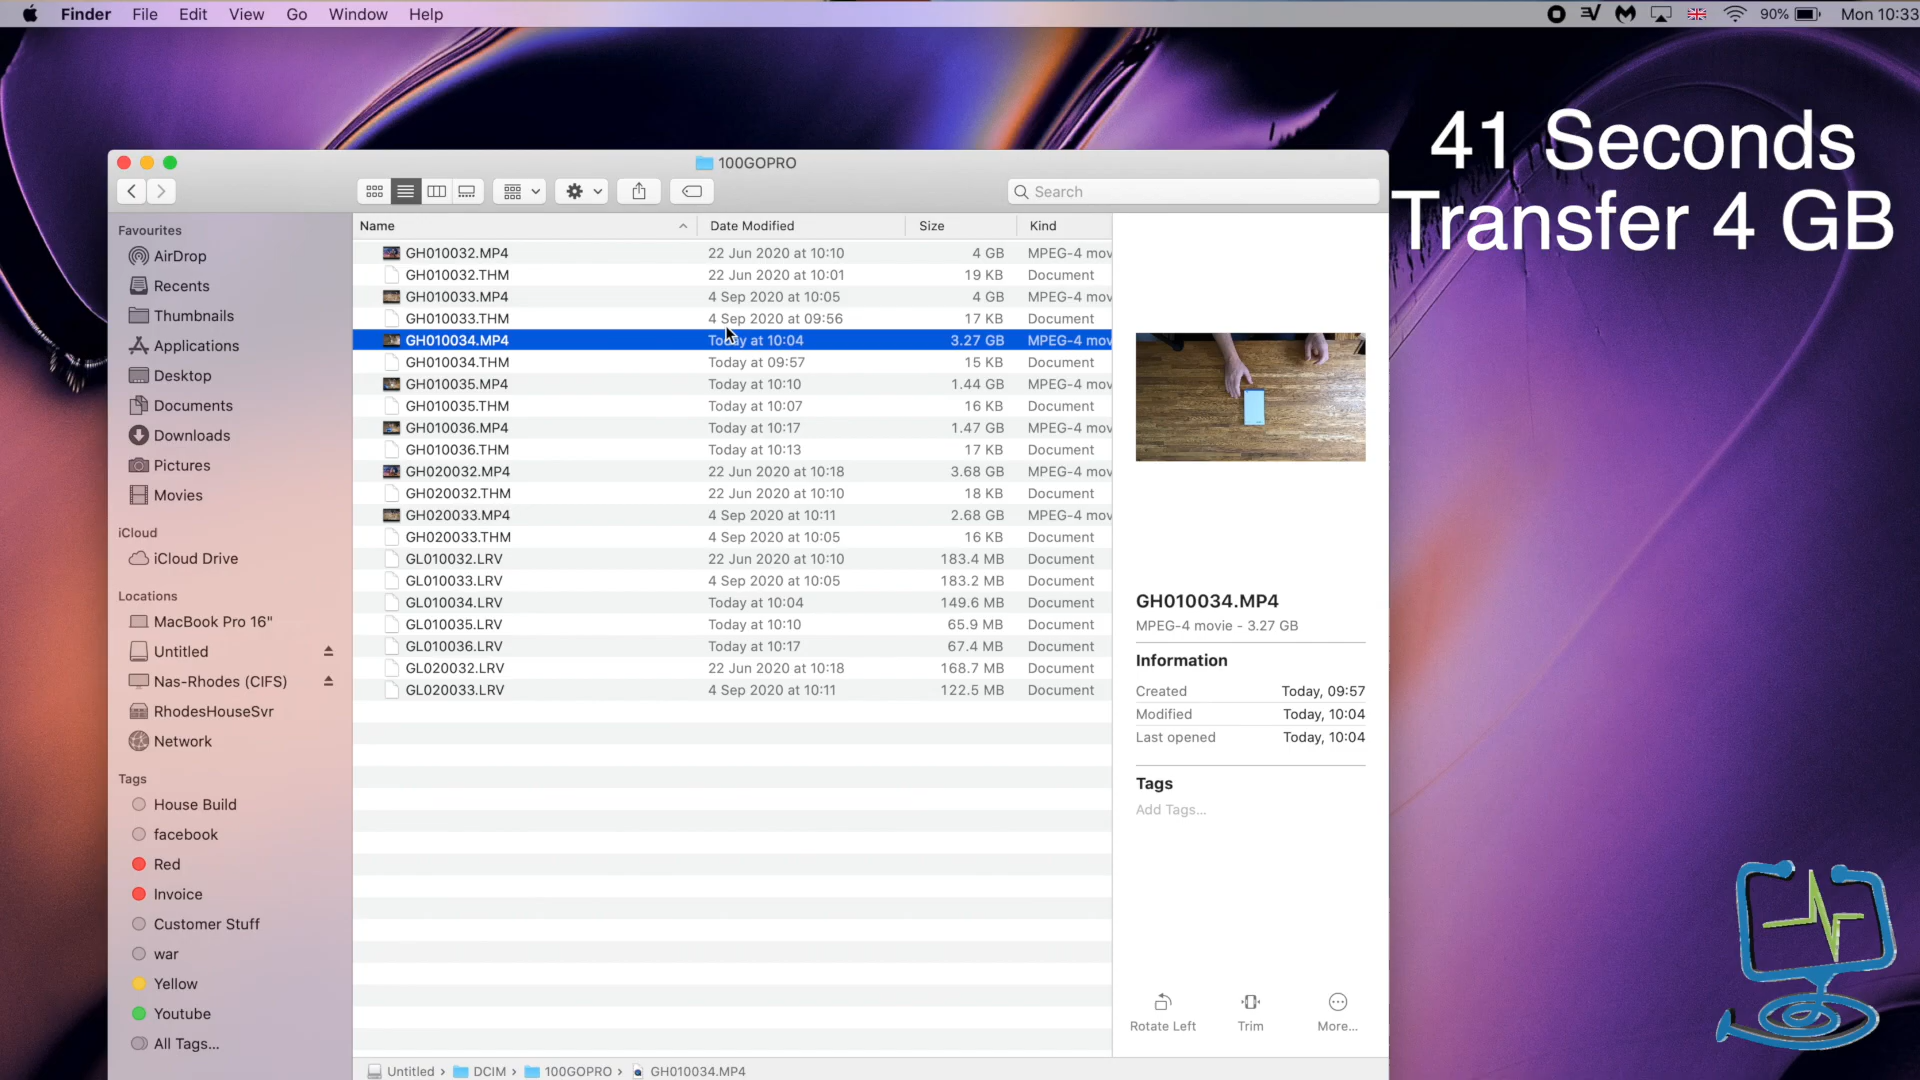 Finder File Edit View Go Window Help
90% Mon 10:33
41 Seconds
Transfer 4 GB
100GOPRO
Search
Favourites
AirDrop
Recents
Thumbnails
Applications
Desktop
Documents
Downloads
Pictures
Movies
iCloud
iCloud Drive
Locations
MacBook Pro 16"
Untitled
Nas-Rhodes (CIFS)
RhodesHouseSvr
Network
Tags
House Build
facebook
Red
Invoice
Customer Stuff
war
Yellow
Youtube
All Tags...
Name Date Modified Size Kind
GH010032.MP4 22 Jun 2020 at 10:10 4 GB MPEG-4 mov
GH010032.THM 22 Jun 2020 at 10:01 19 KB Document
GH010033.MP4 4 Sep 2020 at 10:05 4 GB MPEG-4 mov
GH010033.THM 4 Sep 2020 at 09:56 17 KB Document
GH010034.MP4 Today at 10:04 3.27 GB MPEG-4 mov
GH010034.THM Today at 09:57 15 KB Document
GH010035.MP4 Today at 10:10 1.44 GB MPEG-4 mov
GH010035.THM Today at 10:07 16 KB Document
GH010036.MP4 Today at 10:17 1.47 GB MPEG-4 mov
GH010036.THM Today at 10:13 17 KB Document
GH020032.MP4 22 Jun 2020 at 10:18 3.68 GB MPEG-4 mov
GH020032.THM 22 Jun 2020 at 10:10 18 KB Document
GH020033.MP4 4 Sep 2020 at 10:11 2.68 GB MPEG-4 mov
GH020033.THM 4 Sep 2020 at 10:05 16 KB Document
GL010032.LRV 22 Jun 2020 at 10:10 183.4 MB Document
GL010033.LRV 4 Sep 2020 at 10:05 183.2 MB Document
GL010034.LRV Today at 10:04 149.6 MB Document
GL010035.LRV Today at 10:10 65.9 MB Document
GL010036.LRV Today at 10:17 67.4 MB Document
GL020032.LRV 22 Jun 2020 at 10:18 168.7 MB Document
GL020033.LRV 4 Sep 2020 at 10:11 122.5 MB Document
GH010034.MP4
MPEG-4 movie - 3.27 GB
Information
Created Today, 09:57
Modified Today, 10:04
Last opened Today, 10:04
Tags
Add Tags...
Rotate Left Trim More...
Untitled › DCIM › 100GOPRO › GH010034.MP4